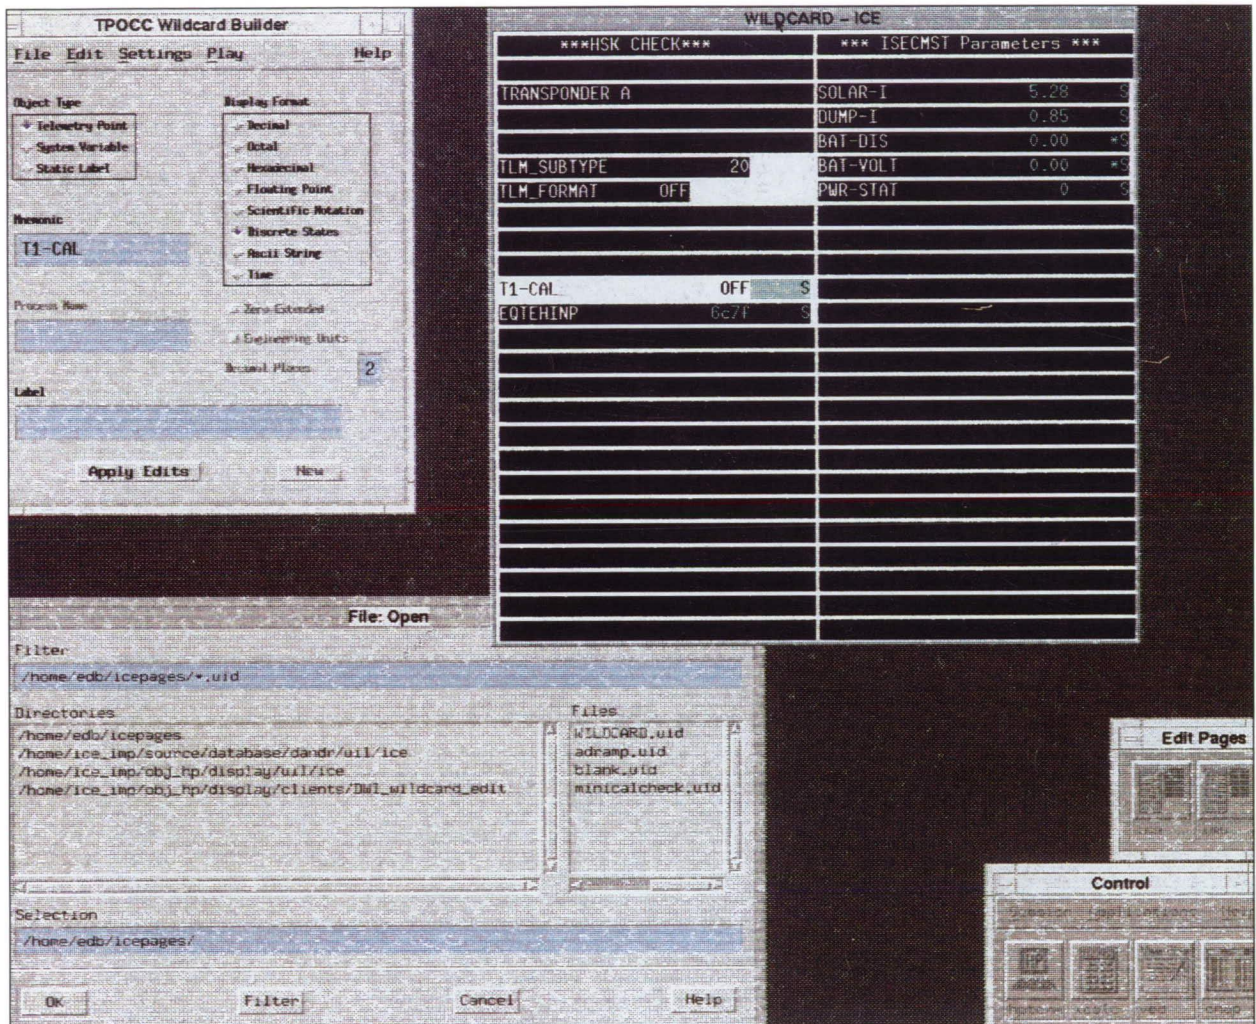 TPOCC Wildcard Builder
File Edit Settings Play Help
Object Type
Telemetry Point
System Variable
Static Label
Display Format
Decimal
Octal
Hexadecimal
Floating Point
Scientific Notation
Discrete States
Ascii String
Time
Mnemonic
T1-CAL
Process Name
Zero Extended
Engineering Units
Decimal Places 2
Label
Apply Edits New
WILDCARD – ICE
***HSK CHECK*** *** ISECMST Parameters ***
TRANSPONDER A SOLAR-I 5.28 S
DUMP-I 0.85 S
BAT-DIS 0.00 *S
TLM_SUBTYPE 20 BAT-VOLT 0.00 *S
TLM_FORMAT OFF PWR-STAT 0 S
T1-CAL OFF S
EQTEHINP 6c7f S
File: Open
Filter
/home/edb/icepages/*.uid
Directories
/home/edb/icepages
/home/ice_imp/source/database/dandr/uil/ice
/home/ice_imp/obj_hp/display/uil/ice
/home/ice_imp/obj_hp/display/clients/DW1_wildcard_edit
Files
WILDCARD.uid
adramp.uid
blank.uid
minicalcheck.uid
Selection
/home/edb/icepages/
OK Filter Cancel Help
Edit Pages
Control